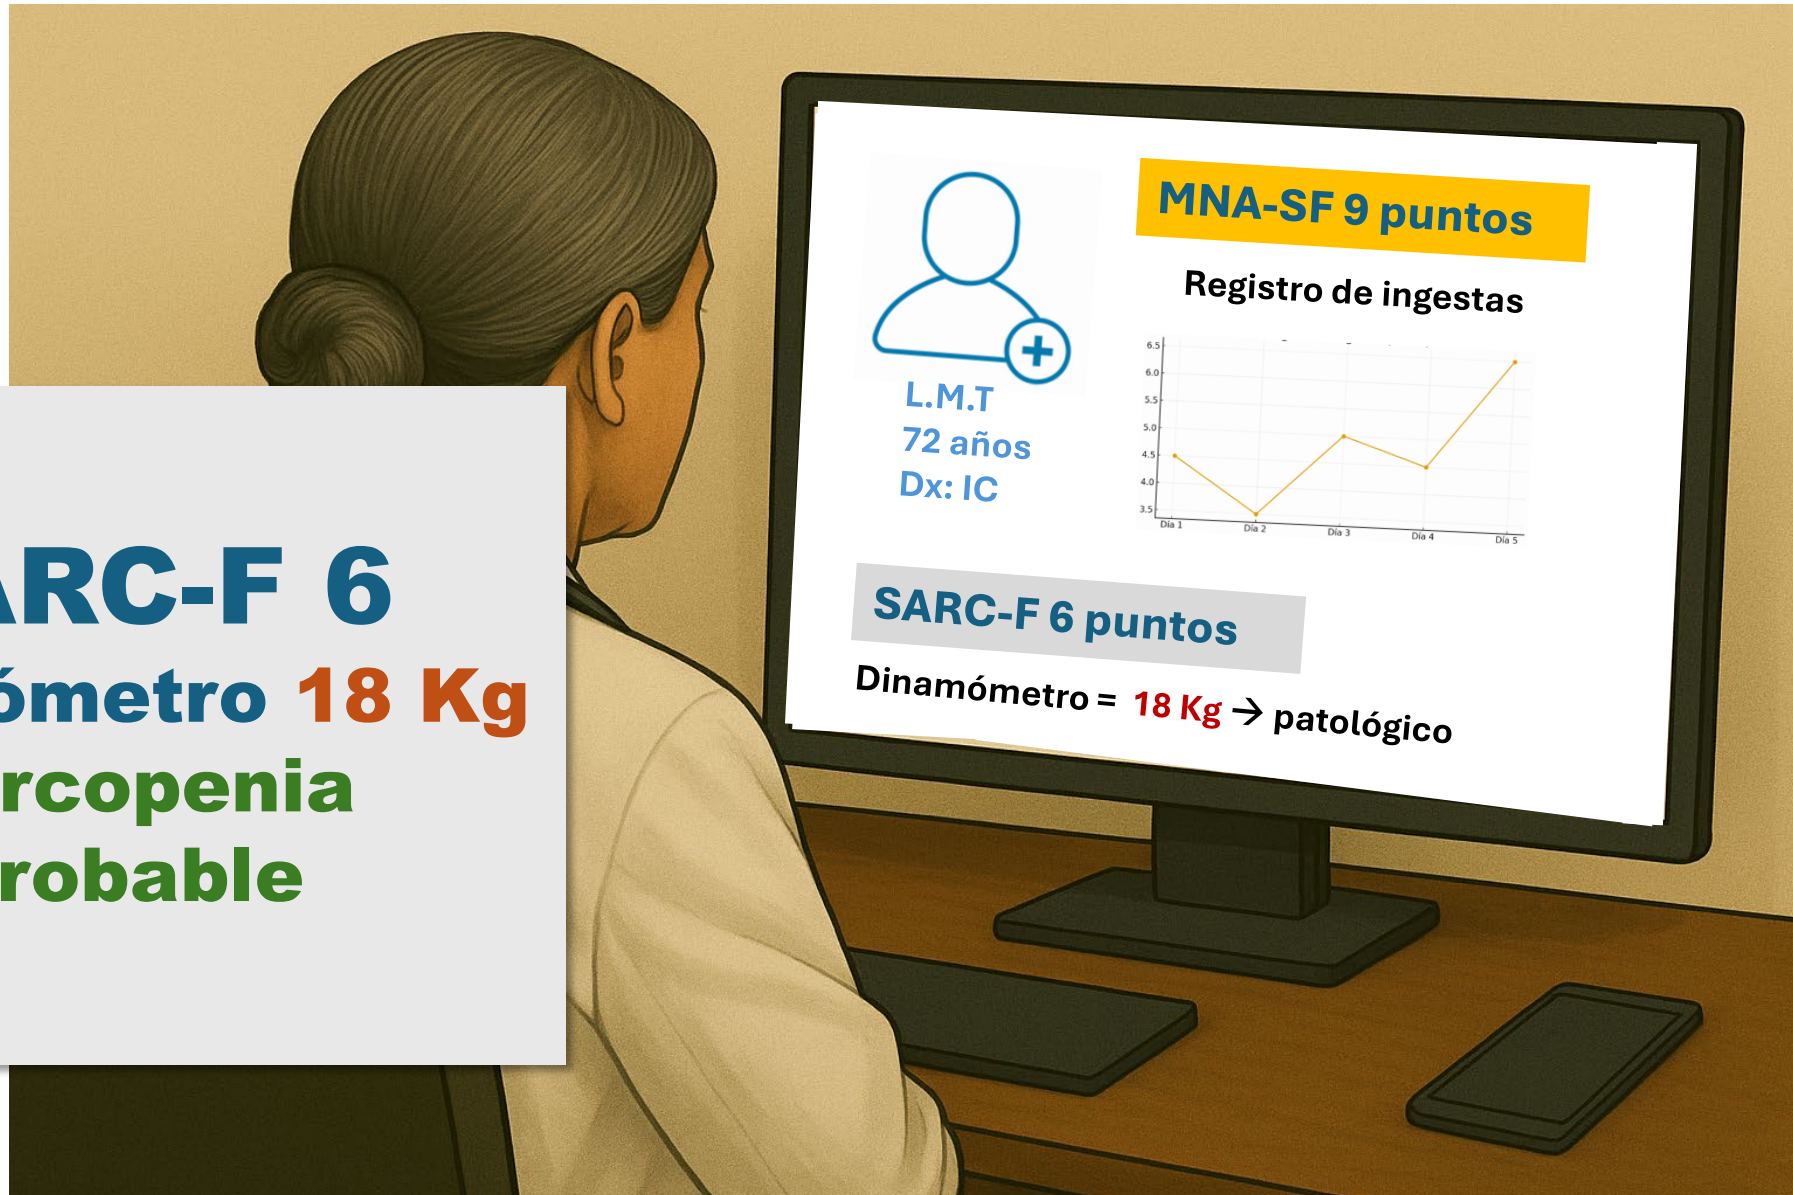 MNA-SF 9 puntos
Registro de ingestas
6.5
6.0
5.5
5.0
4.5
4.0
3.5
Día 1
Día 2
Día 3
Día 4
Día 5
L.M.T
72 años
Dx: IC
SARC-F 6 puntos
Dinamómetro = 18 Kg → patológico
ARC-F 6
ómetro 18 Kg
rcopenia
robable